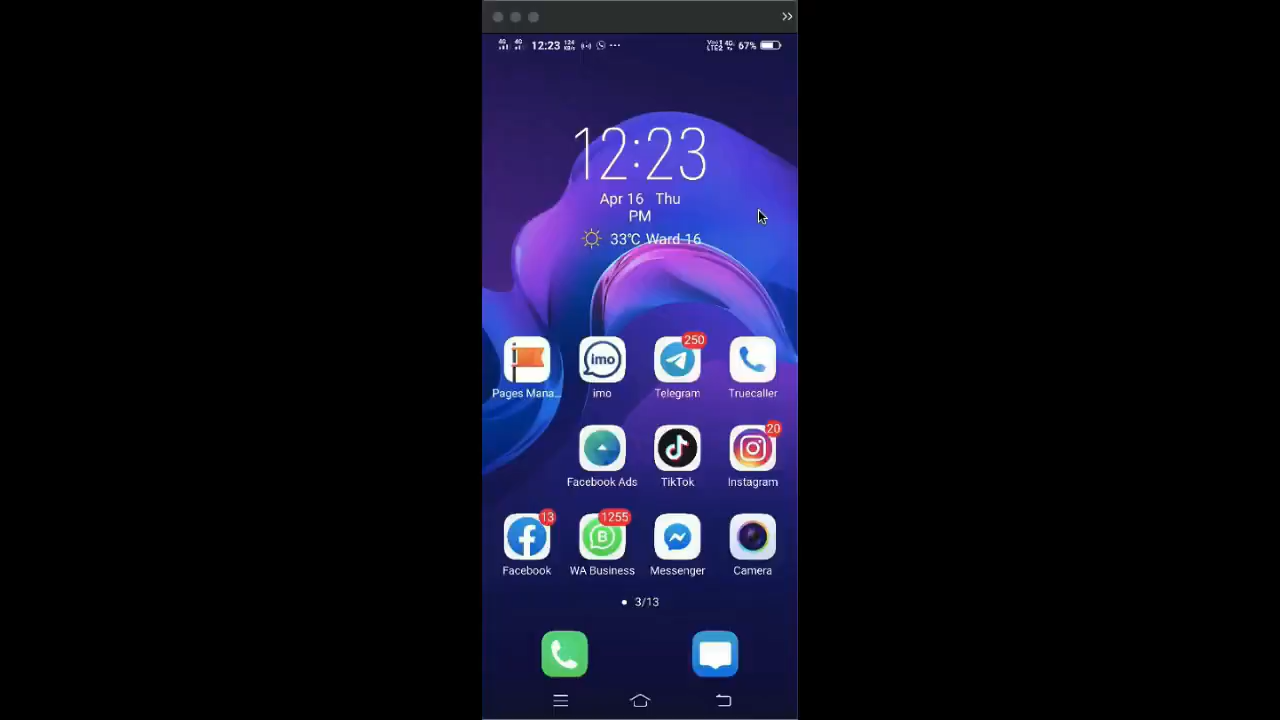 12:23
67%
12:23
Apr 16 Thu
PM
33℃ Ward 16
250
Pages Mana...
imo
imo
Telegram
Truecaller
20
Facebook Ads
TikTok
Instagram
13
1255
B
Facebook
WA Business
Messenger
Camera
3/13